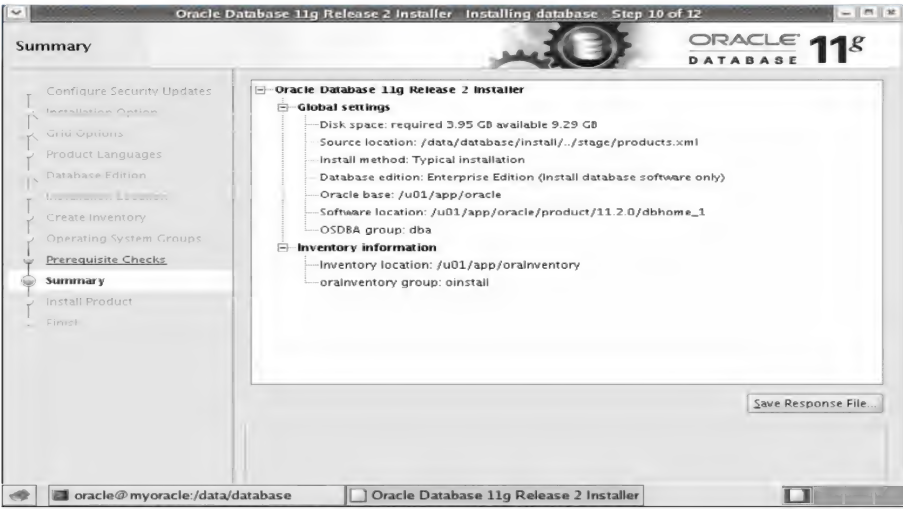 Oracle Database 11g Release 2 Installer Installing database Step 10 of 12
Summary
ORACLE
DATABASE
11g
Configure Security Updates
Installation Option
Grid Options
Product Languages
Database Edition
Installation Location
Create Inventory
Operating System Groups
Prerequisite Checks
Summary
Install Product
Finish
Oracle Database 11g Release 2 Installer
Global settings
Disk space: required 3.95 GB available 9.29 GB
Source location: /data/database/install/../stage/products.xml
Install method: Typical installation
Database edition: Enterprise Edition (Install database software only)
Oracle base: /u01/app/oracle
Software location: /u01/app/oracle/product/11.2.0/dbhome_1
OSDBA group: dba
Inventory information
Inventory location: /u01/app/oraInventory
oraInventory group: oinstall
Save Response File...
oracle@myoracle:/data/database
Oracle Database 11g Release 2 Installer